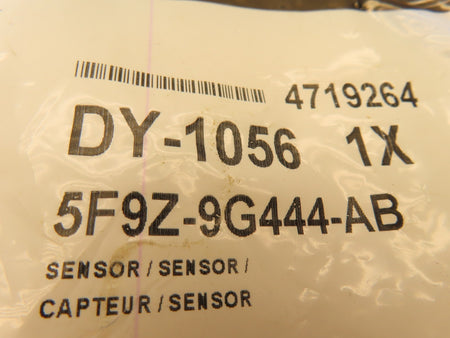 4719264
DY-1056 1X
5F9Z-9G444-AB
SENSOR / SENSOR /
CAPTEUR / SENSOR